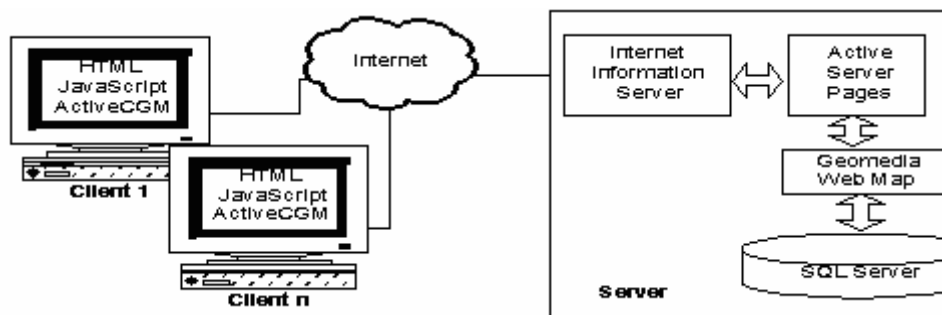 HTML
JavaScript
ActiveCGM
Client 1
HTML
JavaScript
ActiveCGM
Client n
Internet
Internet
Information
Server
Active
Server
Pages
Geomedia
Web Map
SQL Server
Server